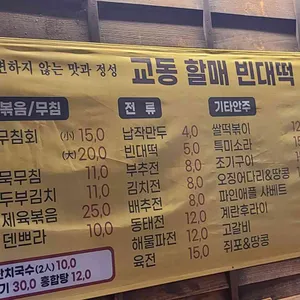 변하지 않는 맛과 정성 교동 할매 빈대떡
볶음/무침
무침회 (小) 15,0
(大) 20,0
묵무침 11,0
두부김치 11,0
제육볶음 25,0
덴쁘라 10,0
잔치국수(2人) 10,0
기 30,0 홍합탕 12,0
전 류
납작만두 4,0
빈대떡 5,0
부추전 8,0
김치전 8,0
배추전 8,0
동태전 12,0
해물파전 12,0
육전 15,0
기타안주
쌀떡볶이
특미소라
조기구이
오징어다리&땅콩
파인애플 샤베트
계란후라이
고갈비
쥐포&땅콩